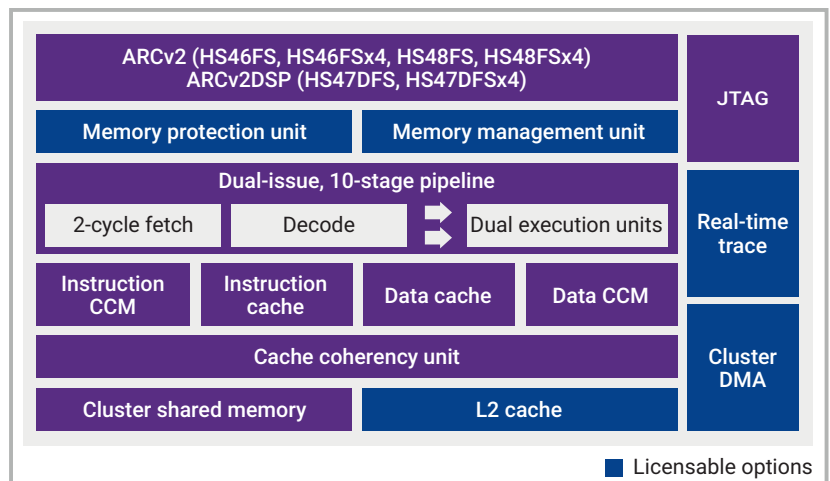 ARCv2 (HS46FS, HS46FSx4, HS48FS, HS48FSx4)
ARCv2DSP (HS47DFS, HS47DFSx4)
JTAG
Memory protection unit
Memory management unit
Dual-issue, 10-stage pipeline
2-cycle fetch
Decode
Dual execution units
Real-time
trace
Instruction
CCM
Instruction
cache
Data cache
Data CCM
Cache coherency unit
Cluster
DMA
Cluster shared memory
L2 cache
Licensable options